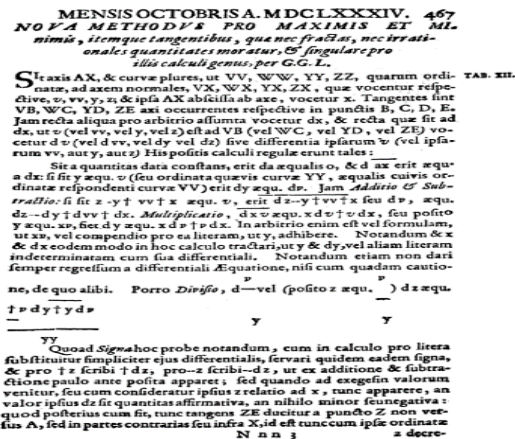 MENSIS OCTOBRIS A. MDCLXXXIV. 467
NOVA METHODVS PRO MAXIMIS ET MI-
nimis, itemque tangentibus, quæ nec fractas, nec irrati-
onales quantitates moratur, & singulare pro
illis calculi genus, per G.G.L.
SIt axis AX, & curvæ plures, ut VV, WW, YY, ZZ, quarum ordi- TAB. XII.
natæ, ad axem normales, VX, WX, YX, ZX, quæ vocentur respe-
ctive, v, vv, y, z; & ipsa AX abscissa ab axe, vocetur x. Tangentes sint
VB, WC, YD, ZE axi occurrentes respective in punctis B, C, D, E.
Jam recta aliqua pro arbitrio assumta vocetur dx, & recta quæ sit ad
dx, ut v (vel vv, vel y, vel z) est ad VB (vel WC, vel YD, vel ZE) vo-
cetur d v (vel d vv, vel dy vel dz) sive differentia ipsarum v (vel ipsa-
rum vv, aut y, aut z) His positis calculi regulæ erunt tales:
Sit a quantitas data constans, erit da æqualis 0, & d ax erit æqu.
a dx: si sit y æqu. v (seu ordinata quævis curvæ YY, æqualis cuivis or-
dinatæ respondenti curvæ VV) erit dy æqu. dv. Jam Additio & Sub-
tractio: si sit z -y† vv† x æqu. v, erit dz--y†vv†x seu dv, æqu.
dz--dy†dvv† dx. Multiplicatio, dxv æqu. x dv†v dx, seu posito
y æqu. xv, fiet dy æqu. x dv†v dx. In arbitrio enim est vel formulam,
ut xv, vel compendio pro ea literam, ut y, adhibere. Notandum & x
& dx eodem modo in hoc calculo tractari, ut y & dy, vel aliam literam
indeterminatam cum sua differentiali. Notandum etiam non dari
semper regressum a differentiali Æquatione, nisi cum quadam cautio-
ne, de quo alibi. Porro Divisio, d—vel (posito z æqu. ) dz æqu.
†vdy†ydv
y y
yy
Quoad Signa hoc probe notandum, cum in calculo pro litera
substituitur simpliciter ejus differentialis, servari quidem eadem signa,
& pro †z scribi †dz, pro--z scribi--dz, ut ex additione & subtra-
ctione paulo ante posita apparet; sed quando ad exegesin valorum
venitur, seu cum consideratur ipsius z relatio ad x, tunc apparere, an
valor ipsius dz sit quantitas affirmativa, an nihilo minor seu negativa:
quod posterius cum fit, tunc tangens ZE ducitur a puncto Z non ver-
sus A, sed in partes contrarias seu infra X, id est tunc cum ipsæ ordinatæ
Nnn 3 z decre-